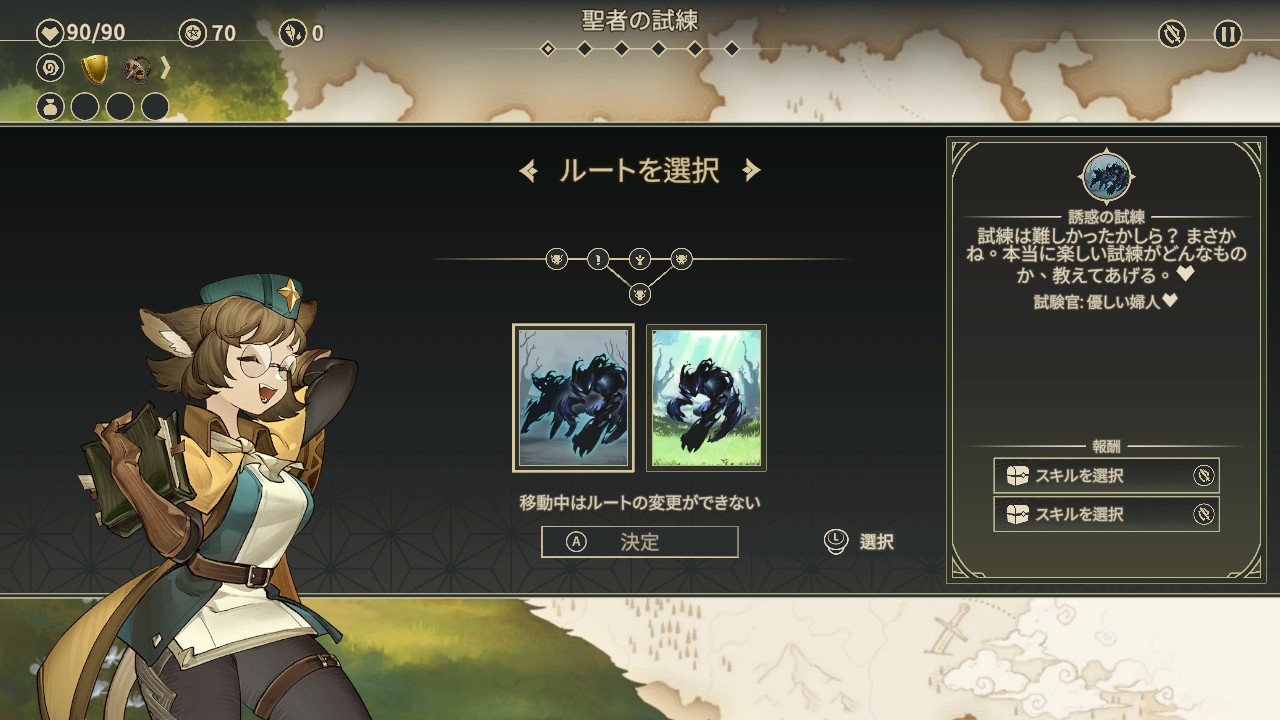 聖者の試練
90/90
70
0
ルートを選択
誘惑の試練
試練は難しかったかしら？まさか
ね。本当に楽しい試練がどんなもの
か、教えてあげる。♥
試験官: 優しい婦人♥
報酬
スキルを選択
スキルを選択
移動中はルートの変更ができない
A 決定
L 選択